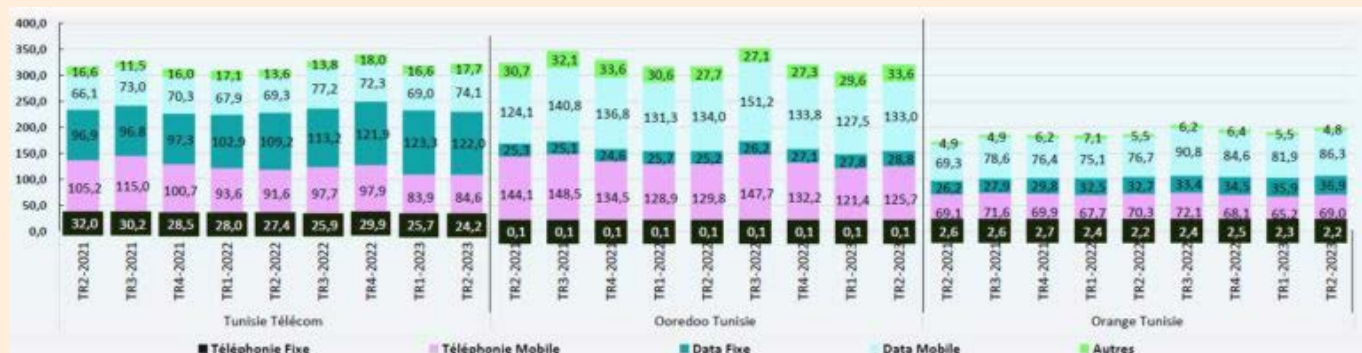 400,0
350,0
300,0
250,0
200,0
150,0
100,0
50,0
0,0
16,6 11,5 16,0 17,1 13,6 13,8 18,0 16,6 17,7 30,7 32,1 33,6 30,6 27,7 27,1 27,3 29,6 33,6 4,9 4,9 6,2 7,1 5,5 6,2 6,4 5,5 4,8
66,1 73,0 70,3 67,9 69,3 77,2 72,3 69,0 74,1 124,1 140,8 136,8 131,3 134,0 151,2 133,8 127,5 133,0 69,3 78,6 76,4 75,1 76,7 90,8 84,6 81,9 86,3
96,9 96,8 97,3 102,9 109,2 113,2 121,9 123,3 122,0 25,3 25,1 24,6 25,7 25,2 26,2 27,1 27,8 28,8 26,2 27,9 29,8 32,5 32,7 33,4 34,5 35,9 36,9
105,2 115,0 100,7 93,6 91,6 97,7 97,9 83,9 84,6 144,1 148,5 134,5 128,9 129,8 147,7 132,2 121,4 125,7 69,1 71,6 69,9 67,7 70,3 72,1 68,1 65,2 69,0
32,0 30,2 28,5 28,0 27,4 25,9 29,9 25,7 24,2 0,1 0,1 0,1 0,1 0,1 0,1 0,1 0,1 0,1 2,6 2,6 2,7 2,4 2,2 2,4 2,5 2,3 2,2
TR2-2021 TR3-2021 TR4-2021 TR1-2022 TR2-2022 TR3-2022 TR4-2022 TR1-2023 TR2-2023 TR2-2021 TR3-2021 TR4-2021 TR1-2022 TR2-2022 TR3-2022 TR4-2022 TR1-2023 TR2-2023 TR2-2021 TR3-2021 TR4-2021 TR1-2022 TR2-2022 TR3-2022 TR4-2022 TR1-2023 TR2-2023
Tunisie Télécom Ooredoo Tunisie Orange Tunisie
Téléphonie Fixe Téléphonie Mobile Data Fixe Data Mobile Autres